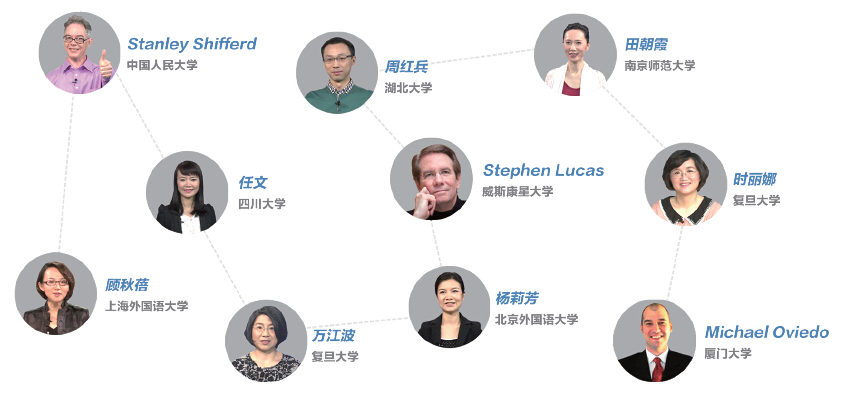 Stanley Shifferd
中国人民大学
周红兵
湖北大学
田朝霞
南京师范大学
任文
四川大学
Stephen Lucas
威斯康星大学
时丽娜
复旦大学
顾秋蓓
上海外国语大学
万江波
复旦大学
杨莉芳
北京外国语大学
Michael Oviedo
厦门大学